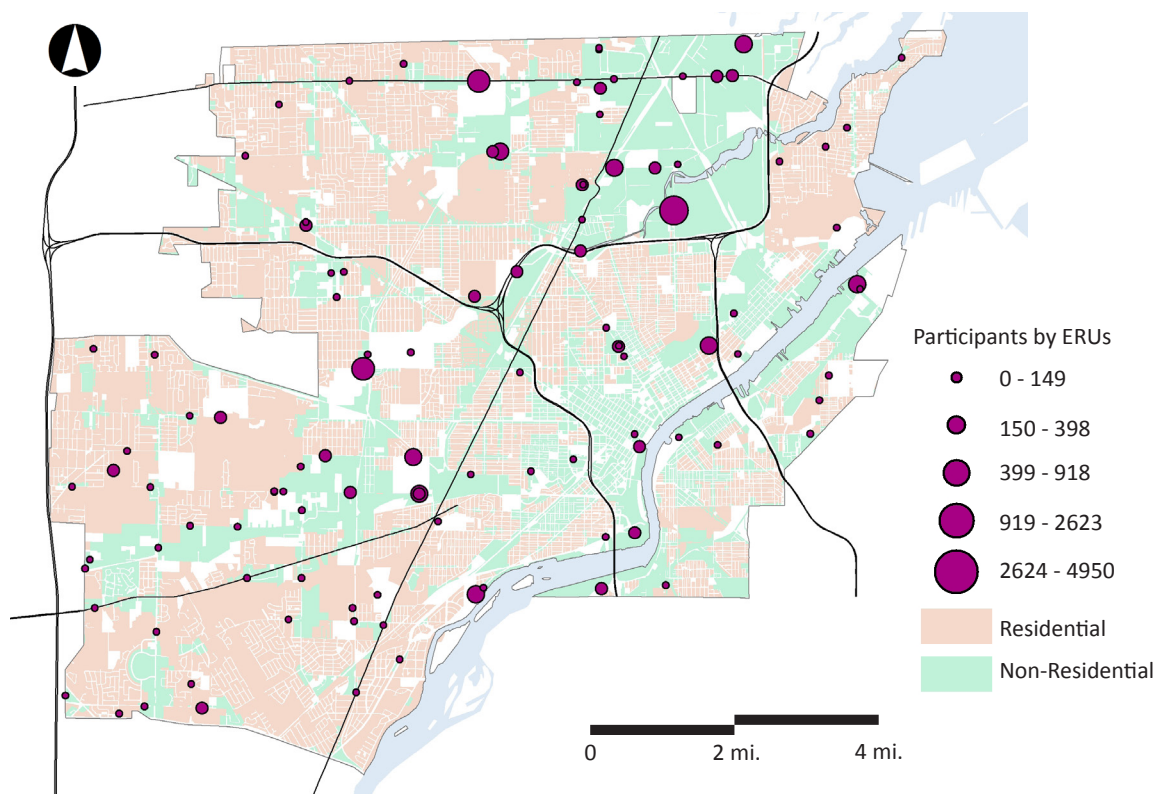 Participants by ERUs
0 - 149
150 - 398
399 - 918
919 - 2623
2624 - 4950
Residential
Non-Residential
0
2 mi.
4 mi.